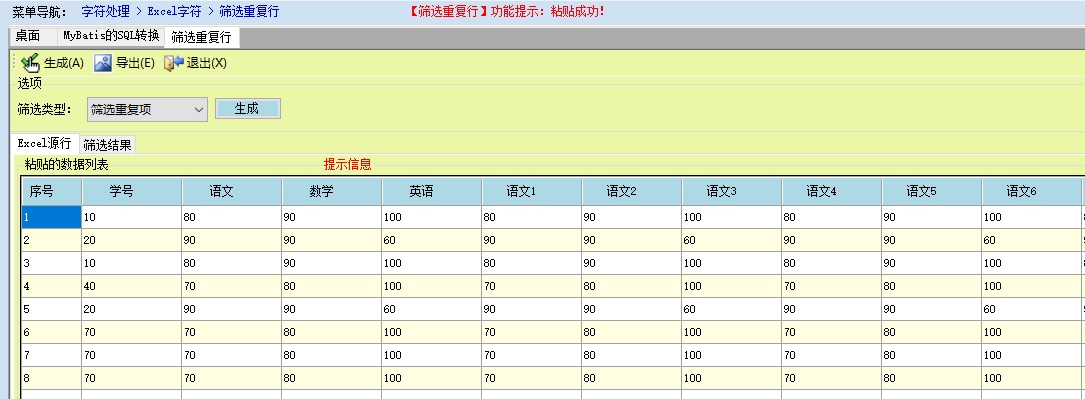 菜单导航: 字符处理 > Excel字符 > 筛选重复行 【筛选重复行】功能提示：粘贴成功！
桌面 MyBatis的SQL转换 筛选重复行
生成(A) 导出(E) 退出(X)
选项
筛选类型: 筛选重复项 生成
Excel源行 筛选结果
粘贴的数据列表 提示信息
序号 学号 语文 数学 英语 语文1 语文2 语文3 语文4 语文5 语文6
1 10 80 90 100 80 90 100 80 90 100
2 20 90 90 60 90 90 60 90 90 60
3 10 80 90 100 80 90 100 80 90 100
4 40 70 80 100 70 80 100 70 80 100
5 20 90 90 60 90 90 60 90 90 60
6 70 70 80 100 70 80 100 70 80 100
7 70 70 80 100 70 80 100 70 80 100
8 70 70 80 100 70 80 100 70 80 100